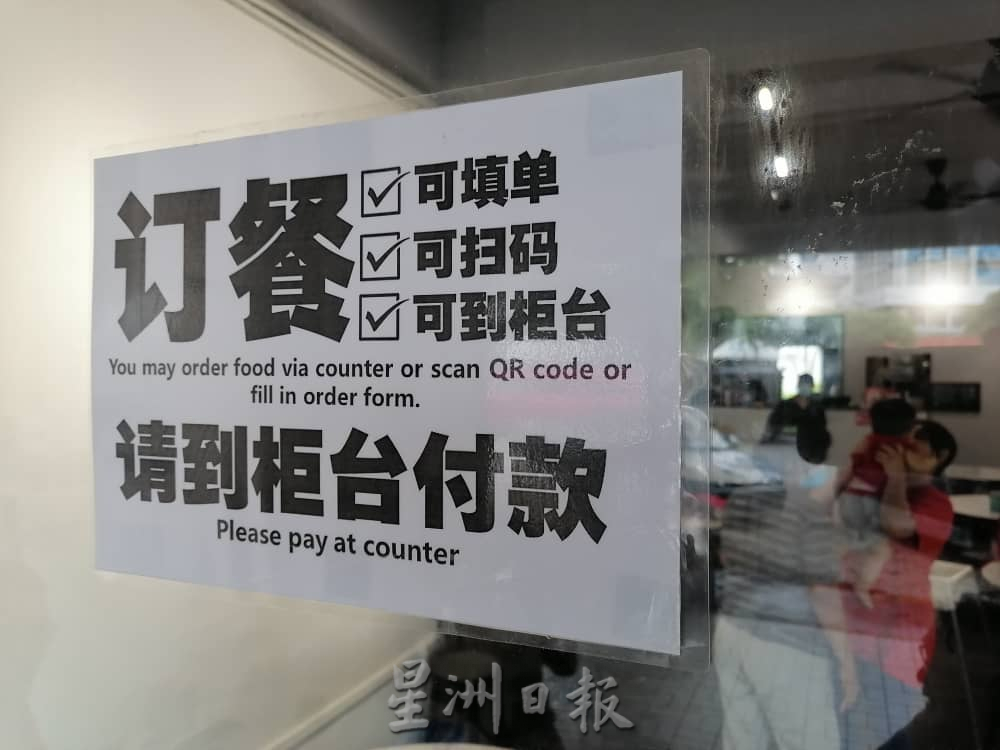 订餐
☑可填单
☑可扫码
☑可到柜台
You may order food via counter or scan QR code or
fill in order form.
请到柜台付款
Please pay at counter
星洲日報